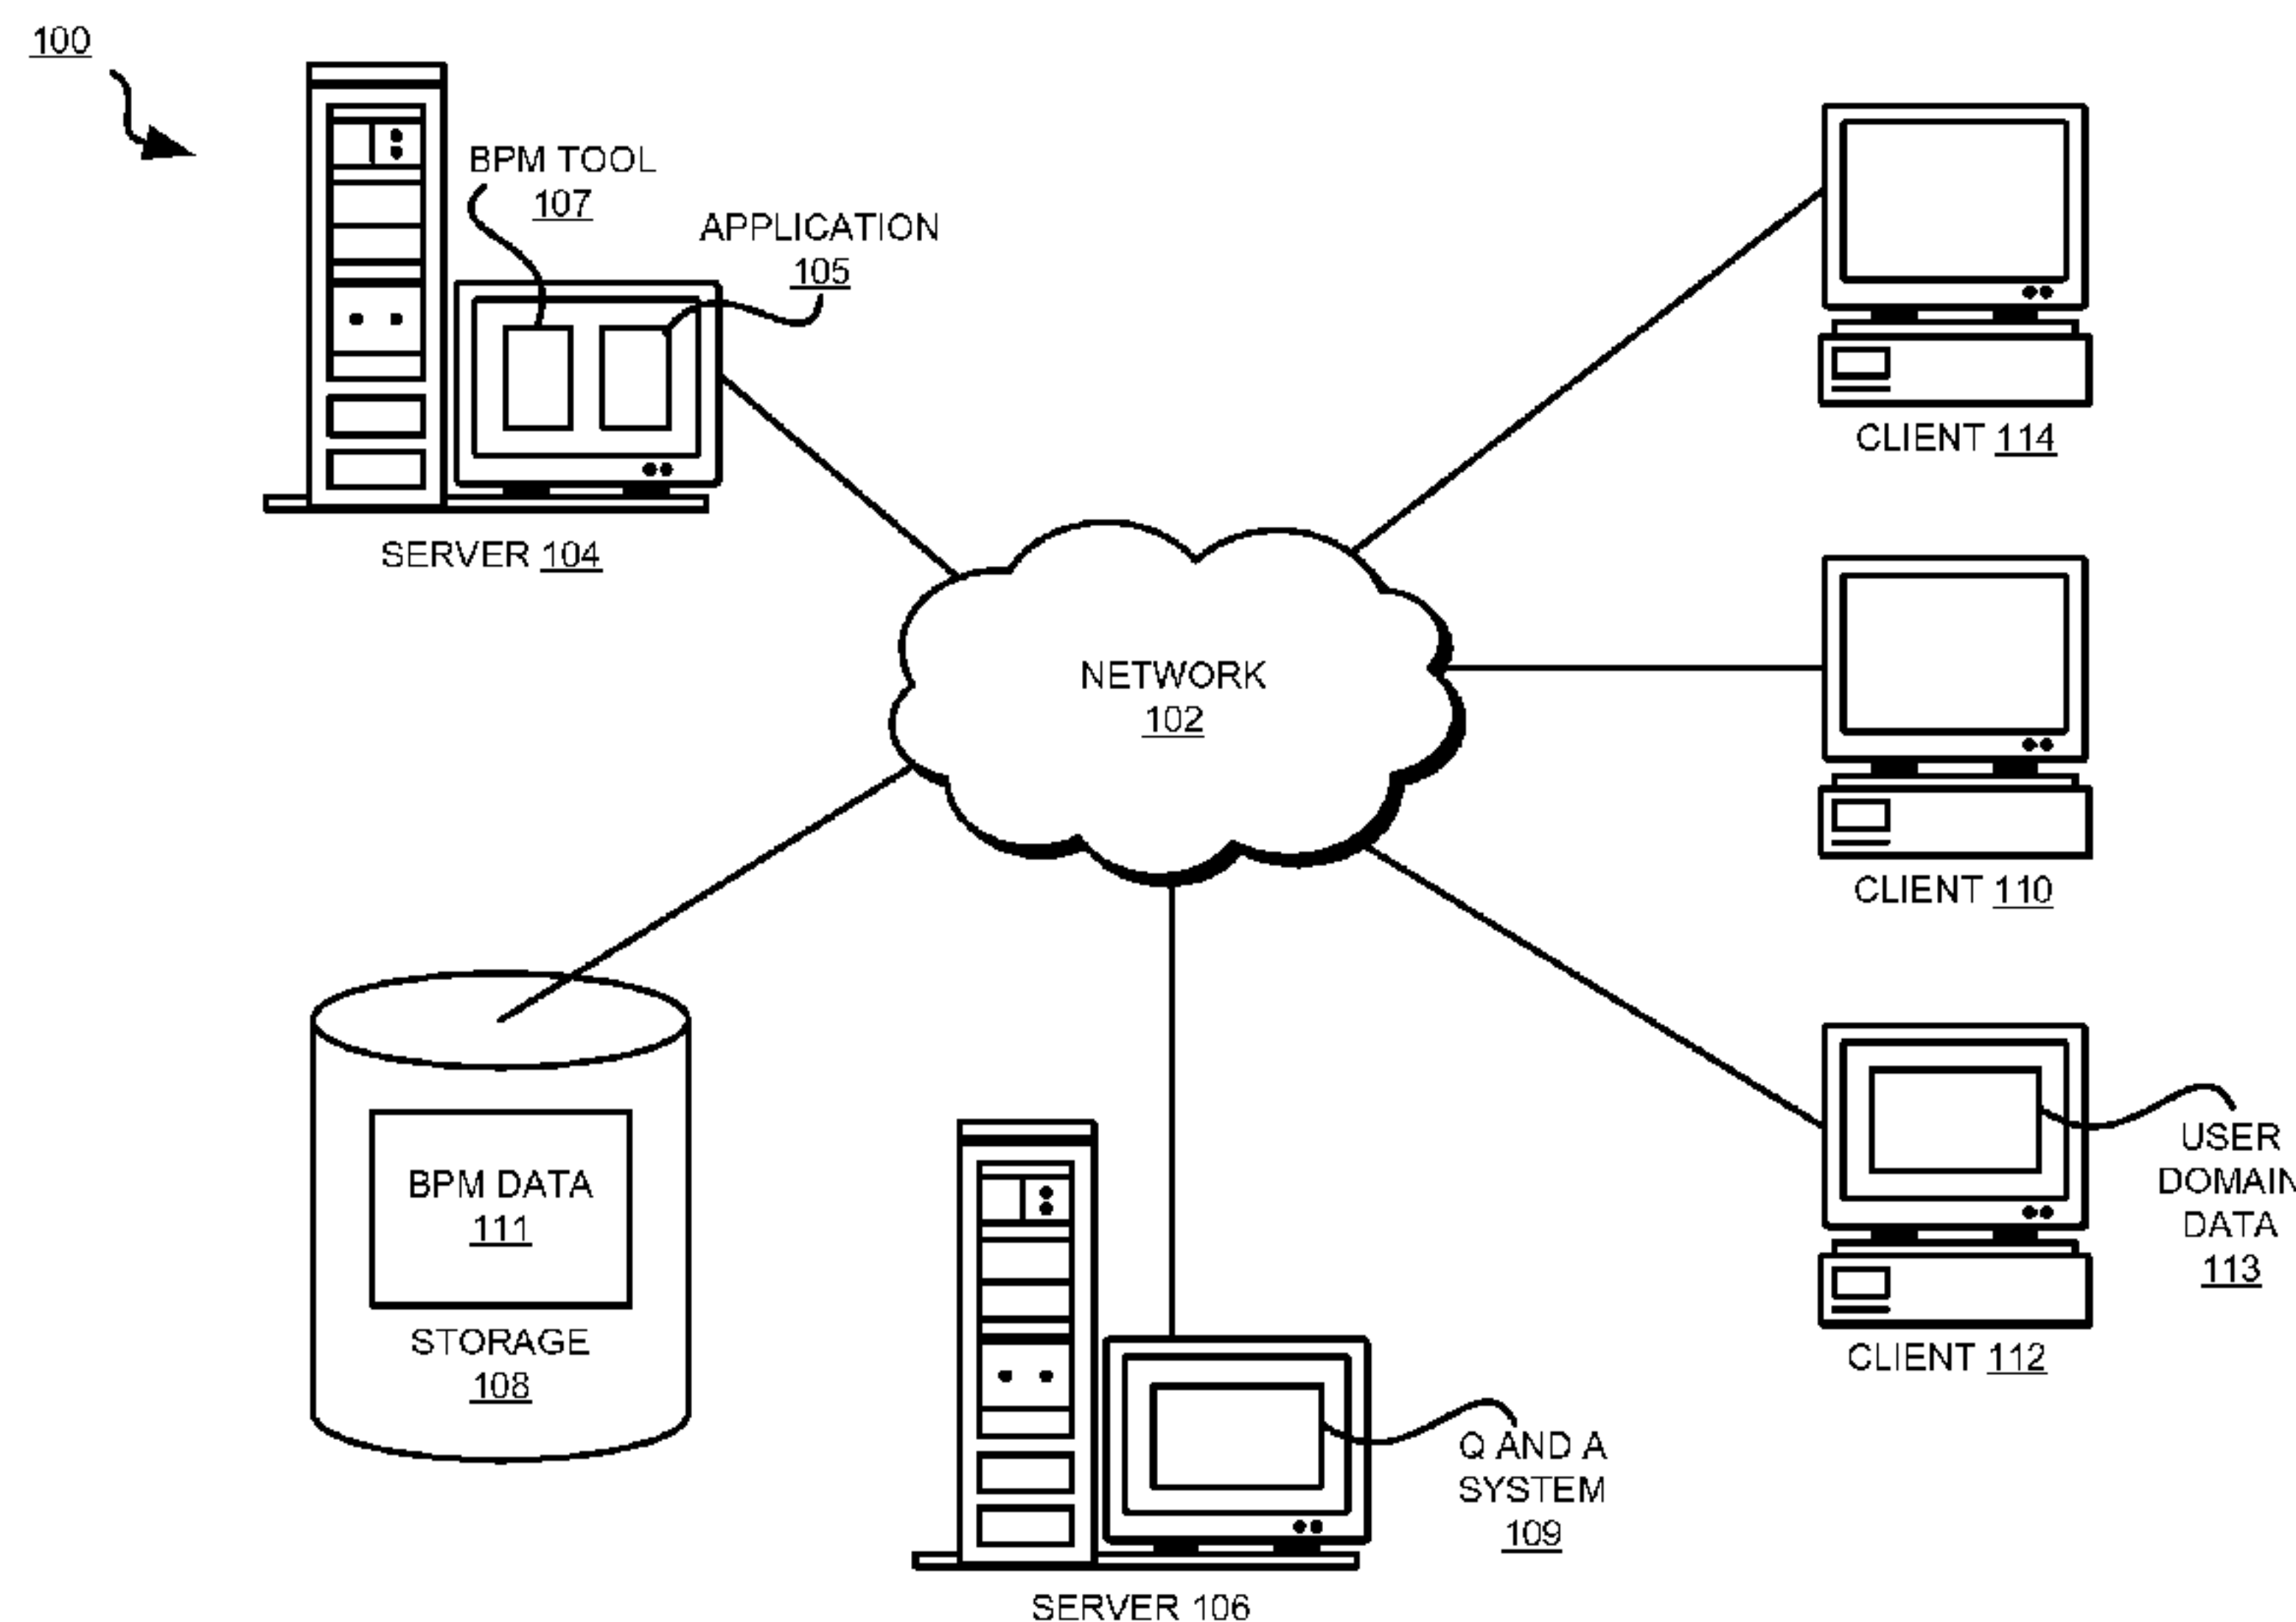 100
BPM TOOL
107
APPLICATION
105
SERVER 104
CLIENT 114
NETWORK
102
CLIENT 110
BPM DATA
111
STORAGE
108
USER
DOMAIN
DATA
113
CLIENT 112
Q AND A
SYSTEM
109
SERVER 106